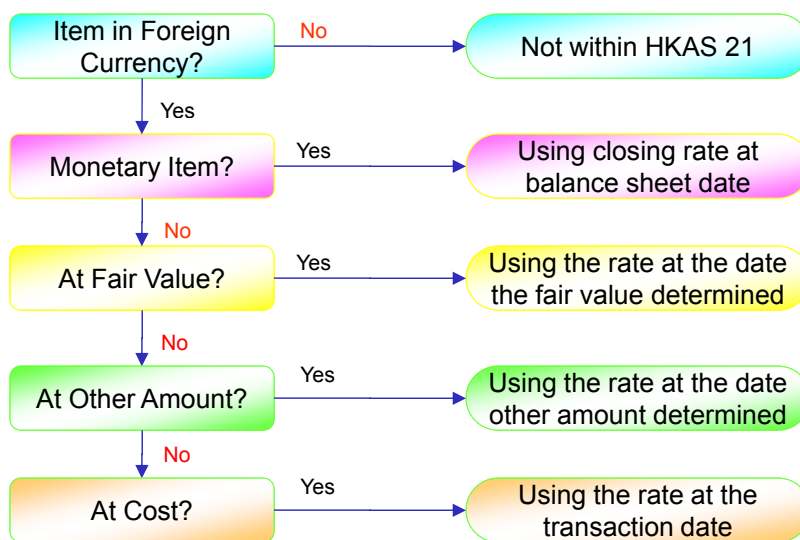 Item in Foreign
Currency?
No
Not within HKAS 21
Yes
Monetary Item?
Yes
Using closing rate at
balance sheet date
No
At Fair Value?
Yes
Using the rate at the date
the fair value determined
No
At Other Amount?
Yes
Using the rate at the date
other amount determined
No
At Cost?
Yes
Using the rate at the
transaction date